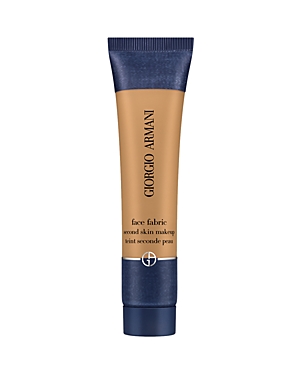 GIORGIO ARMANI
face fabric
second skin makeup
teint seconde peau